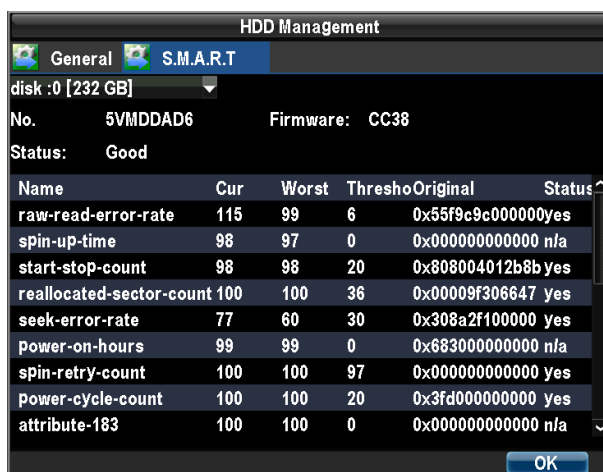 HDD Management
General S.M.A.R.T
disk :0 [232 GB]
No. 5VMDDAD6 Firmware: CC38
Status: Good
Name Cur Worst Thresho Original Status
raw-read-error-rate 115 99 6 0x55f9c9c000000 yes
spin-up-time 98 97 0 0x000000000000 n/a
start-stop-count 98 98 20 0x808004012b8b yes
reallocated-sector-count 100 100 36 0x00009f306647 yes
seek-error-rate 77 60 30 0x308a2f100000 yes
power-on-hours 99 99 0 0x683000000000 n/a
spin-retry-count 100 100 97 0x000000000000 yes
power-cycle-count 100 100 20 0x3fd000000000 yes
attribute-183 100 100 0 0x000000000000 n/a
OK